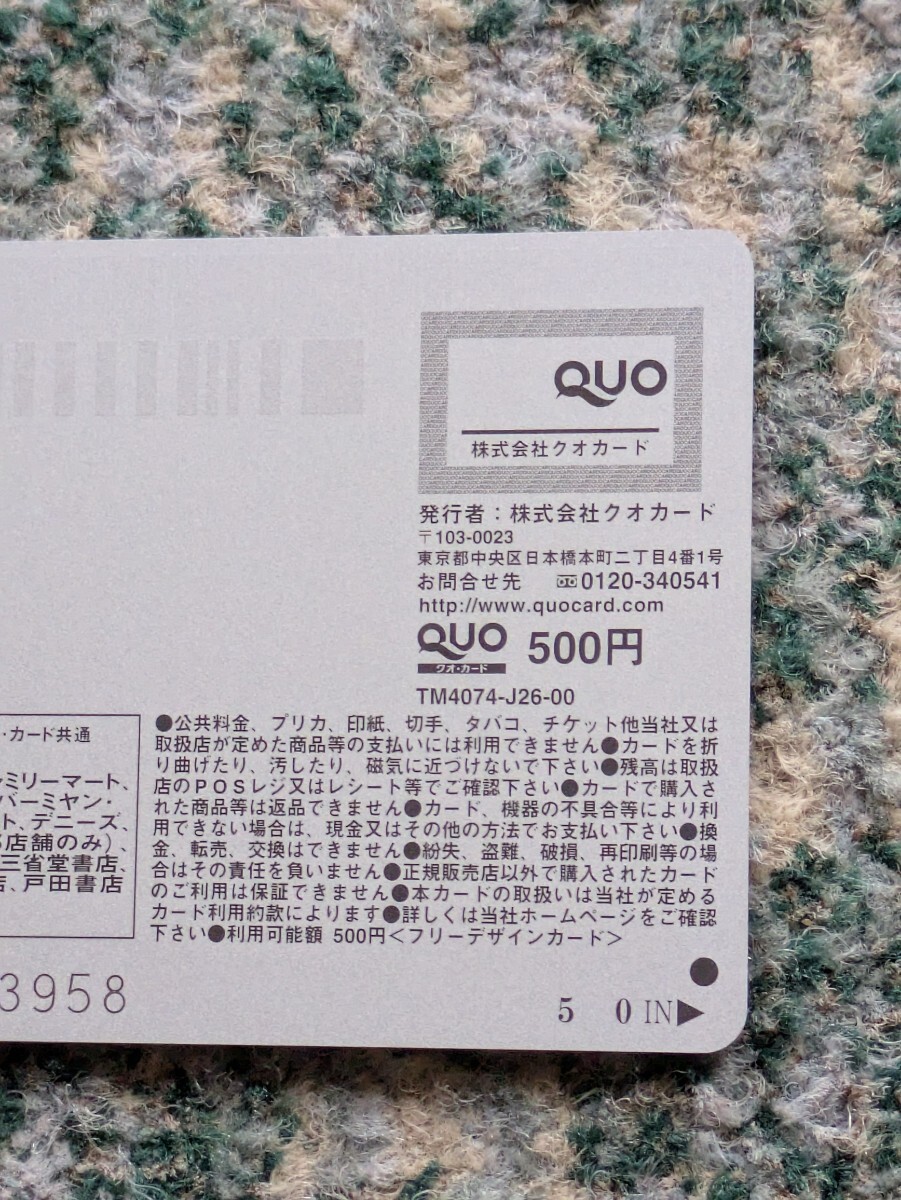 QUO
株式会社クオカード
発行者：株式会社クオカード
〒103-0023
東京都中央区日本橋本町二丁目4番1号
お問合せ先 0120-340541
http://www.quocard.com
QUO 500円
クオ・カード
TM4074-J26-00
・カード共通
ミリーマート、
バーミヤン・
ト、デニーズ、
店舗のみ）、
三省堂書店、
、戸田書店
●公共料金、プリカ、印紙、切手、タバコ、チケット他当社又は
取扱店が定めた商品等の支払いには利用できません●カードを折
り曲げたり、汚したり、磁気に近づけないで下さい●残高は取扱
店のPOSレジ又はレシート等でご確認下さい●カードで購入さ
れた商品等は返品できません●カード、機器の不具合等により利
用できない場合は、現金又はその他の方法でお支払い下さい●換
金、転売、交換はできません●紛失、盗難、破損、再印刷等の場
合はその責任を負いません●正規販売店以外で購入されたカード
のご利用は保証できません●本カードの取扱いは当社が定める
カード利用約款によります●詳しくは当社ホームページをご確認
下さい●利用可能額 500円＜フリーデザインカード＞
3958
5 0 IN▶